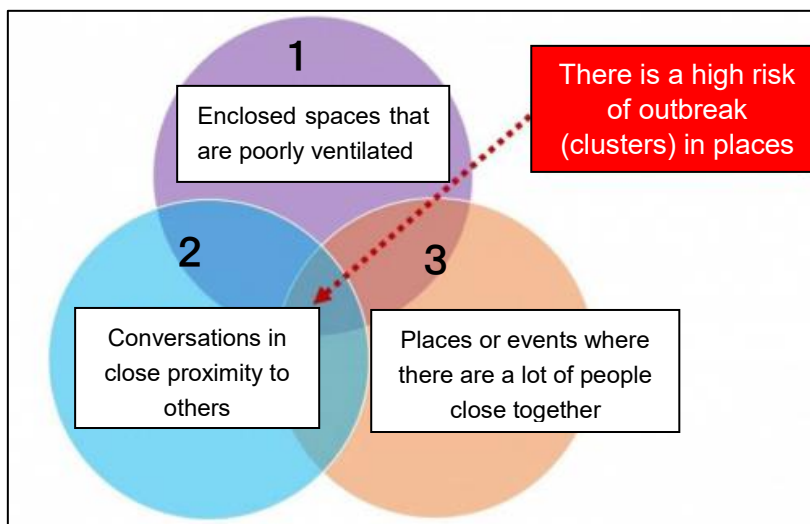 1
Enclosed spaces that
are poorly ventilated
There is a high risk
of outbreak
(clusters) in places
2
Conversations in
close proximity to
others
3
Places or events where
there are a lot of people
close together